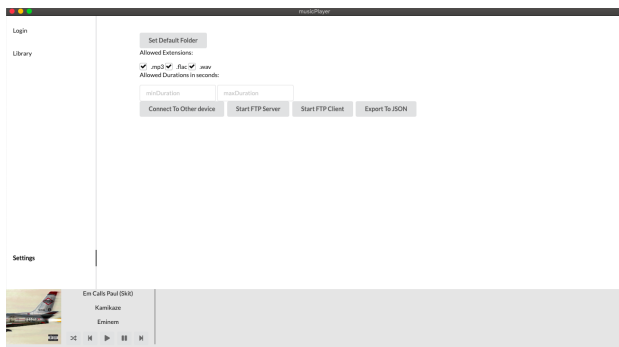 musicPlayer
Login
Library
Set Default Folder
Allowed Extensions:
.mp3 .flac .wav
Allowed Durations in seconds:
minDuration maxDuration
Connect To Other device Start FTP Server Start FTP Client Export To JSON
Settings
Em Calls Paul (Skit)
Kamikaze
Eminem